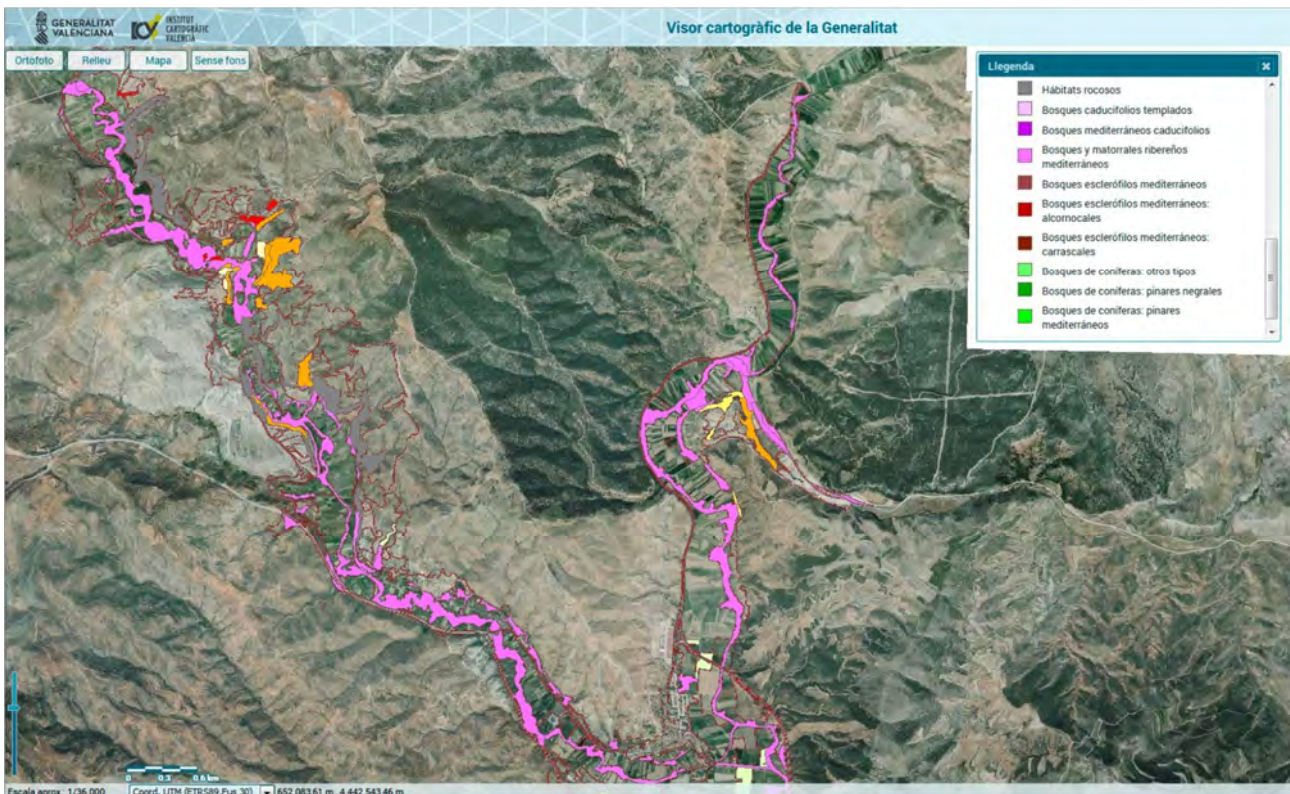 GENERALITAT
VALENCIANA
INSTITUT
CARTOGRÀFIC
VALENCIÀ
Visor cartogràfic de la Generalitat
Ortofoto
Relleu
Mapa
Sense fons
Llegenda
Hábitats rocosos
Bosques caducifolios templados
Bosques mediterráneos caducifolios
Bosques y matorrales ribereños
mediterráneos
Bosques esclerófilos mediterráneos
Bosques esclerófilos mediterráneos:
alcornocales
Bosques esclerófilos mediterráneos:
carrascales
Bosques de coníferas: otros tipos
Bosques de coníferas: pinares negrales
Bosques de coníferas: pinares
mediterráneos
0 0.3 0.6 km
Escala aprox.: 1/36.000 Coord. UTM (ETRS89,Fus 30) 652.083,61 m 4.442.543,46 m